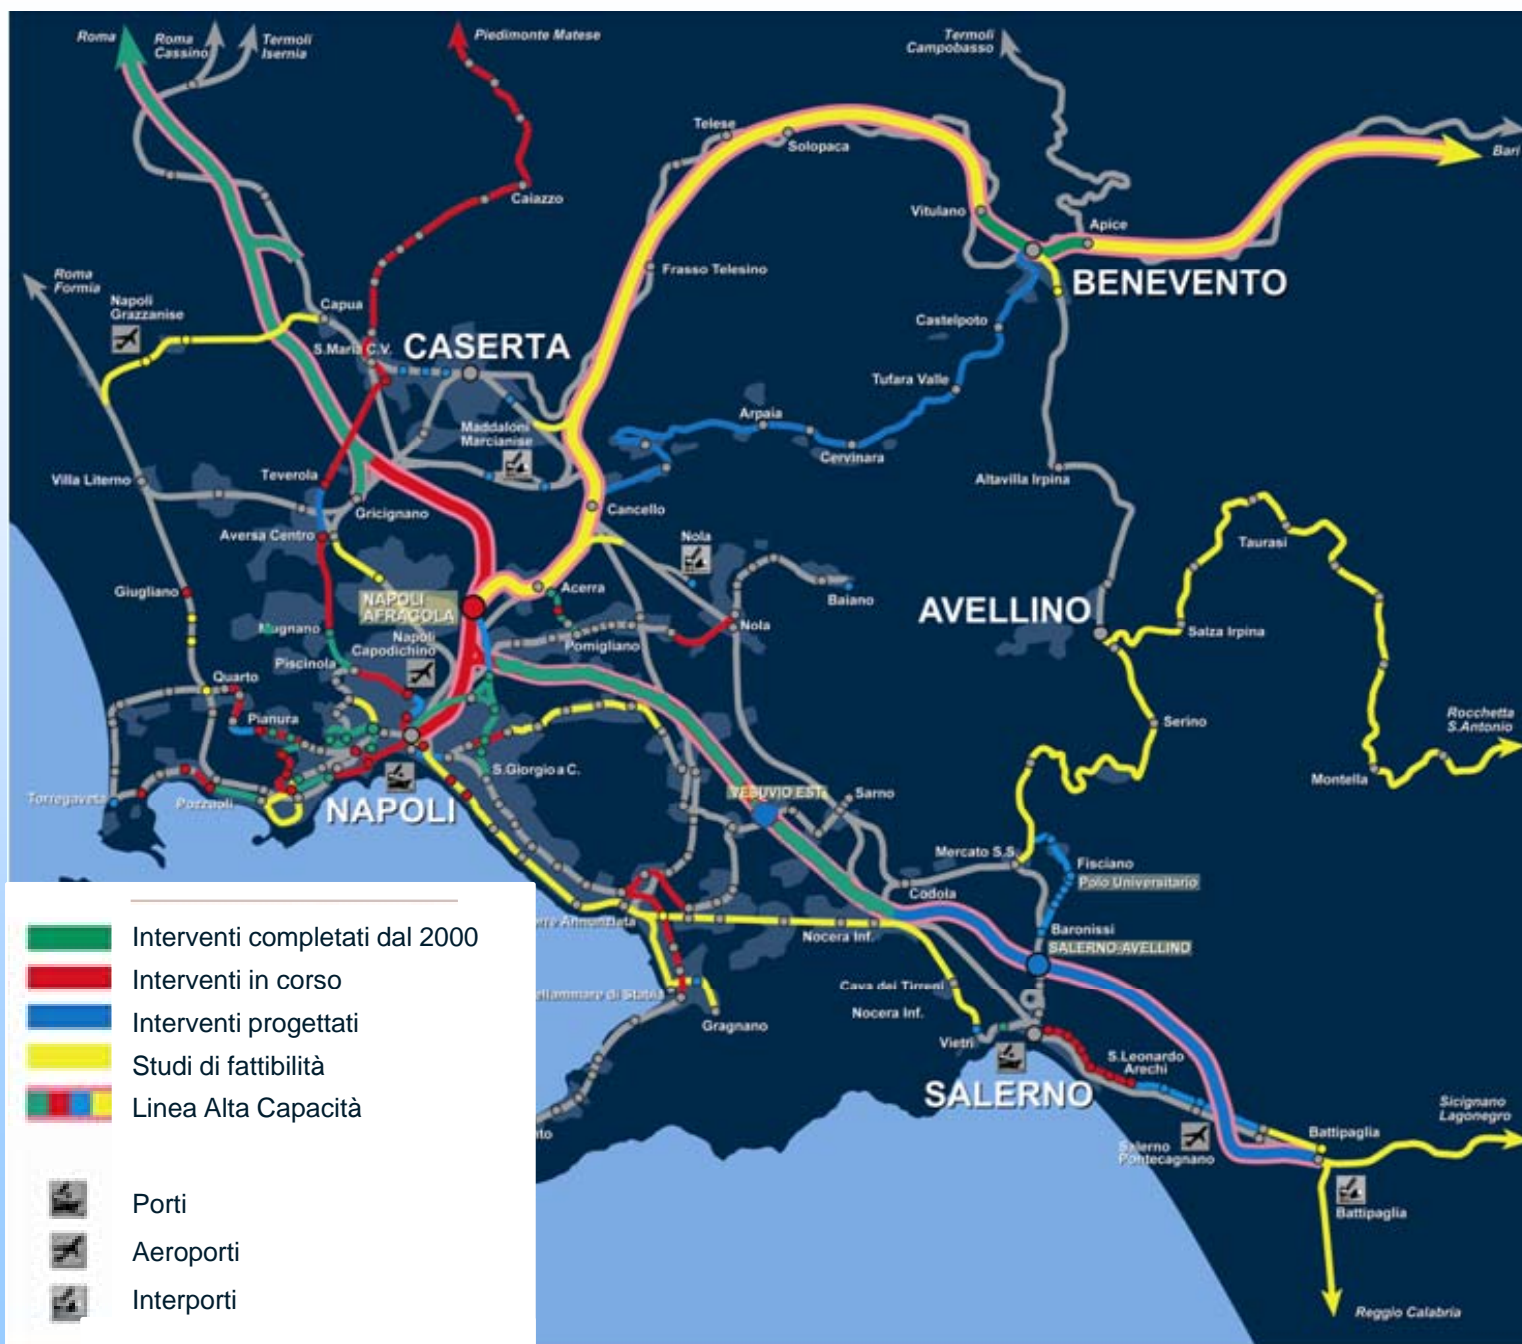 Roma
Roma
Cassino
Termoli
Isernia
Piedimonte Matese
Termoli
Campobasso
Bari
Telese
Solopaca
Caiazzo
Vitulano
Apice
BENEVENTO
Frasso Telesino
Roma
Formia
Napoli
Grazzanise
Capua
S.Maria C.V.
CASERTA
Castelpoto
Tufara Valle
Arpaia
Cervinara
Maddaloni
Marcianise
Teverola
Villa Literno
Gricignano
Aversa Centro
Cancello
Altavilla Irpina
Nola
Taurasi
Giugliano
Acerra
Baiano
NAPOLI
AFRAGOLA
AVELLINO
Mugnano
Napoli
Capodichino
Pomigliano
Nola
Salza Irpina
Piscinola
Quarto
Pianura
Serino
Rocchetta
S.Antonio
S.Giorgio a C.
Montella
Torregaveta
Pozzuoli
NAPOLI
VESUVIO EST
Sarno
Mercato S.S.
Fisciano
Polo Universitario
Codola
Baronissi
SALERNO-AVELLINO
Nocera Inf.
Cava dei Tirreni
Nocera Inf.
Gragnano
Vietri
S.Leonardo
Arechi
SALERNO
Salerno
Pontecagnano
Battipaglia
Sicignano
Lagonegro
Battipaglia
Reggio Calabria
Interventi completati dal 2000
Interventi in corso
Interventi progettati
Studi di fattibilità
Linea Alta Capacità
Porti
Aeroporti
Interporti